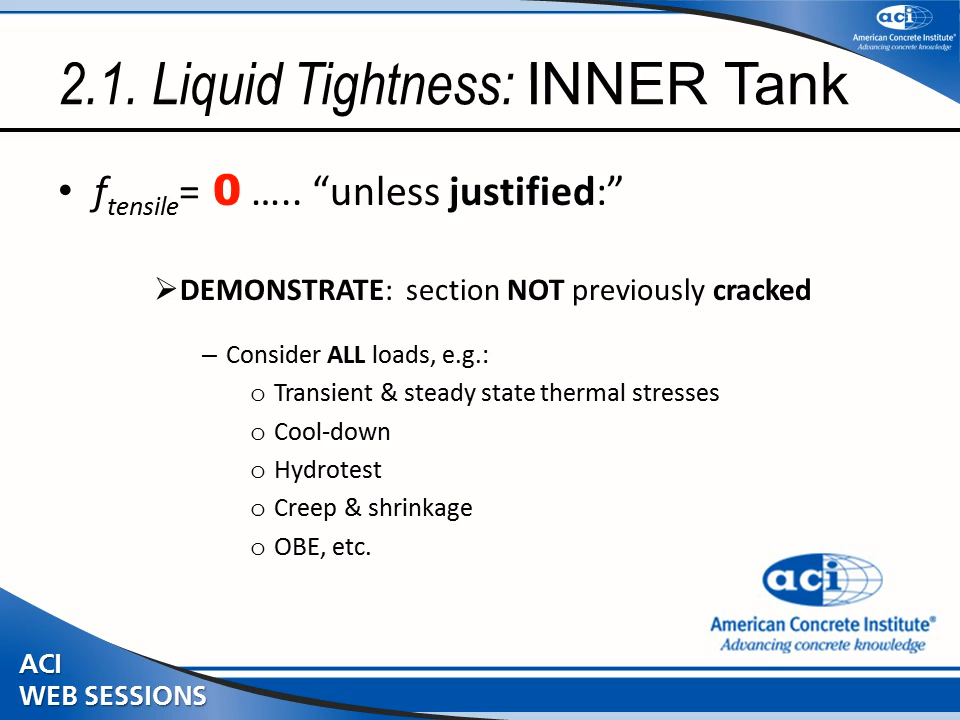 aci
American Concrete Institute®
Advancing concrete knowledge
2.1. Liquid Tightness: INNER Tank
• ftensile= 0 ..... “unless justified:”
➢DEMONSTRATE: section NOT previously cracked
– Consider ALL loads, e.g.:
o Transient & steady state thermal stresses
o Cool-down
o Hydrotest
o Creep & shrinkage
o OBE, etc.
aci
American Concrete Institute®
Advancing concrete knowledge
ACI
WEB SESSIONS